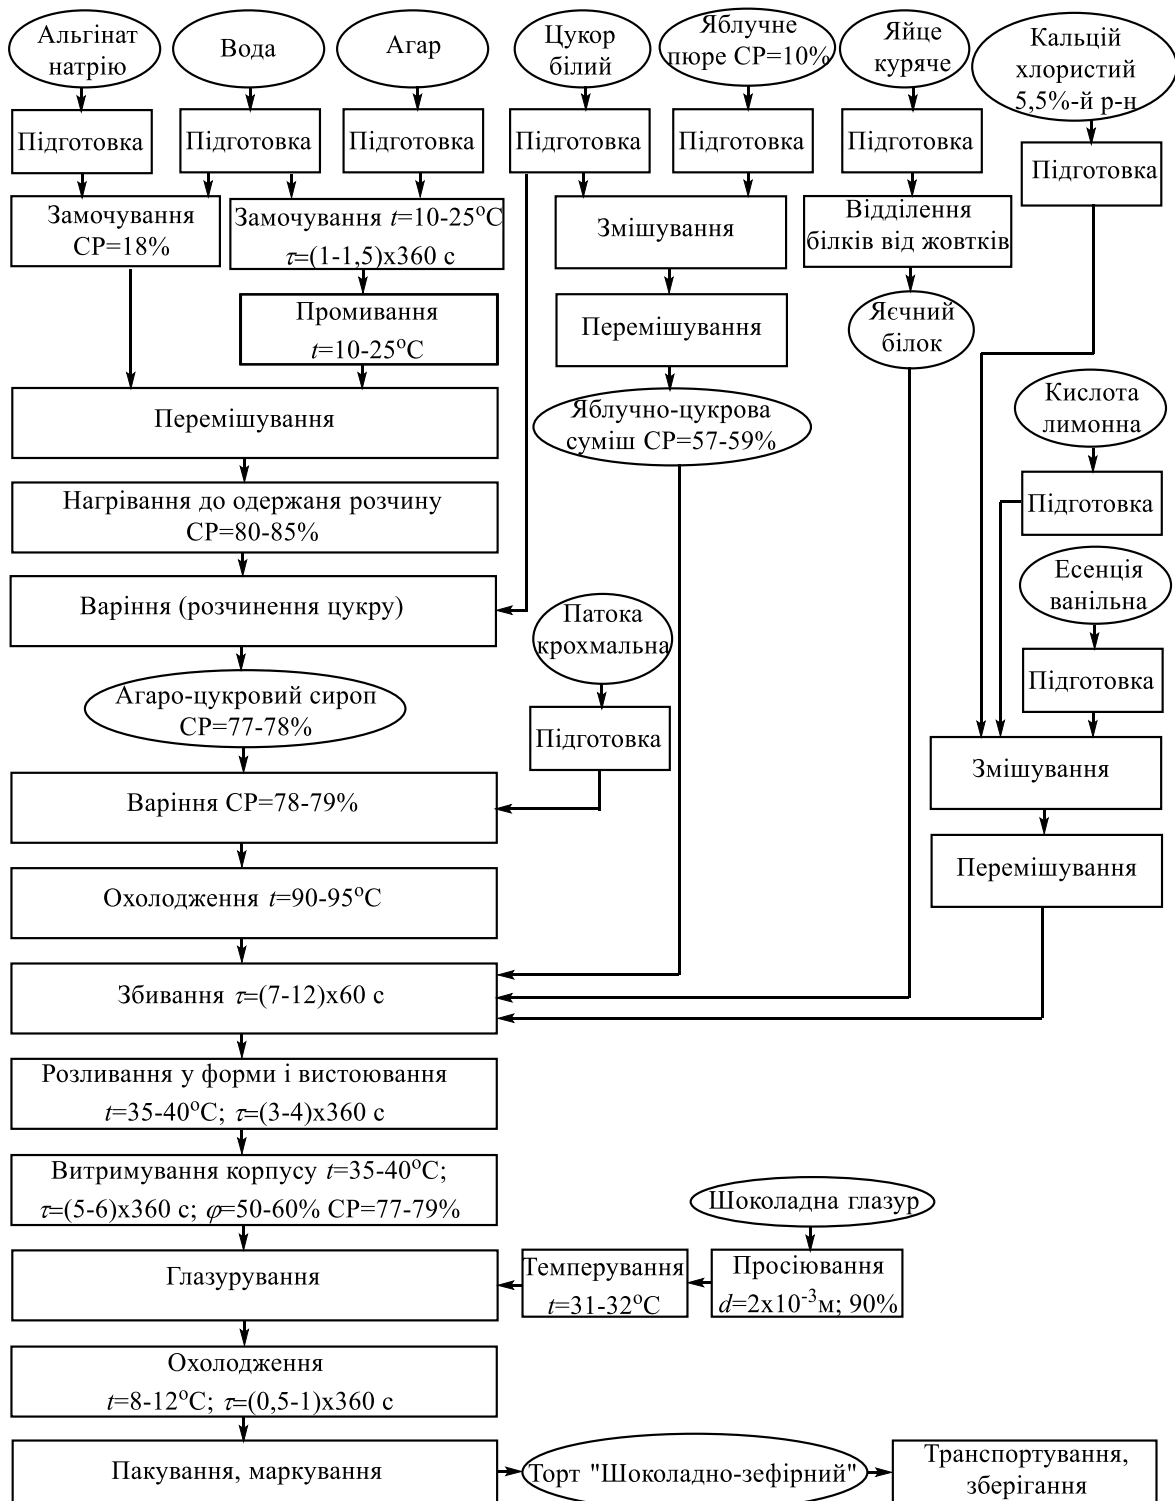 Альгінат
натрію
Вода
Агар
Цукор
білий
Яблучне
пюре СР=10%
Яйце
куряче
Кальцій
хлористий
5,5%-й р-н
Підготовка
Підготовка
Підготовка
Підготовка
Підготовка
Підготовка
Підготовка
Замочування
СР=18%
Замочування t=10-25°С
τ=(1-1,5)x360 с
Змішування
Відділення
білків від жовтків
Промивання
t=10-25°С
Перемішування
Яєчний
білок
Перемішування
Яблучно-цукрова
суміш СР=57-59%
Кислота
лимонна
Нагрівання до одержаня розчину
СР=80-85%
Підготовка
Варіння (розчинення цукру)
Есенція
ванільна
Патока
крохмальна
Агаро-цукровий сироп
СР=77-78%
Підготовка
Підготовка
Варіння СР=78-79%
Змішування
Охолодження t=90-95°С
Перемішування
Збивання τ=(7-12)x60 с
Розливання у форми і вистоювання
t=35-40°С; τ=(3-4)x360 с
Витримування корпусу t=35-40°С;
τ=(5-6)x360 с; φ=50-60% СР=77-79%
Шоколадна глазур
Глазурування
Темперування
t=31-32°С
Просіювання
d=2x10⁻³м; 90%
Охолодження
t=8-12°С; τ=(0,5-1)x360 с
Пакування, маркування
Торт "Шоколадно-зефірний"
Транспортування,
зберігання